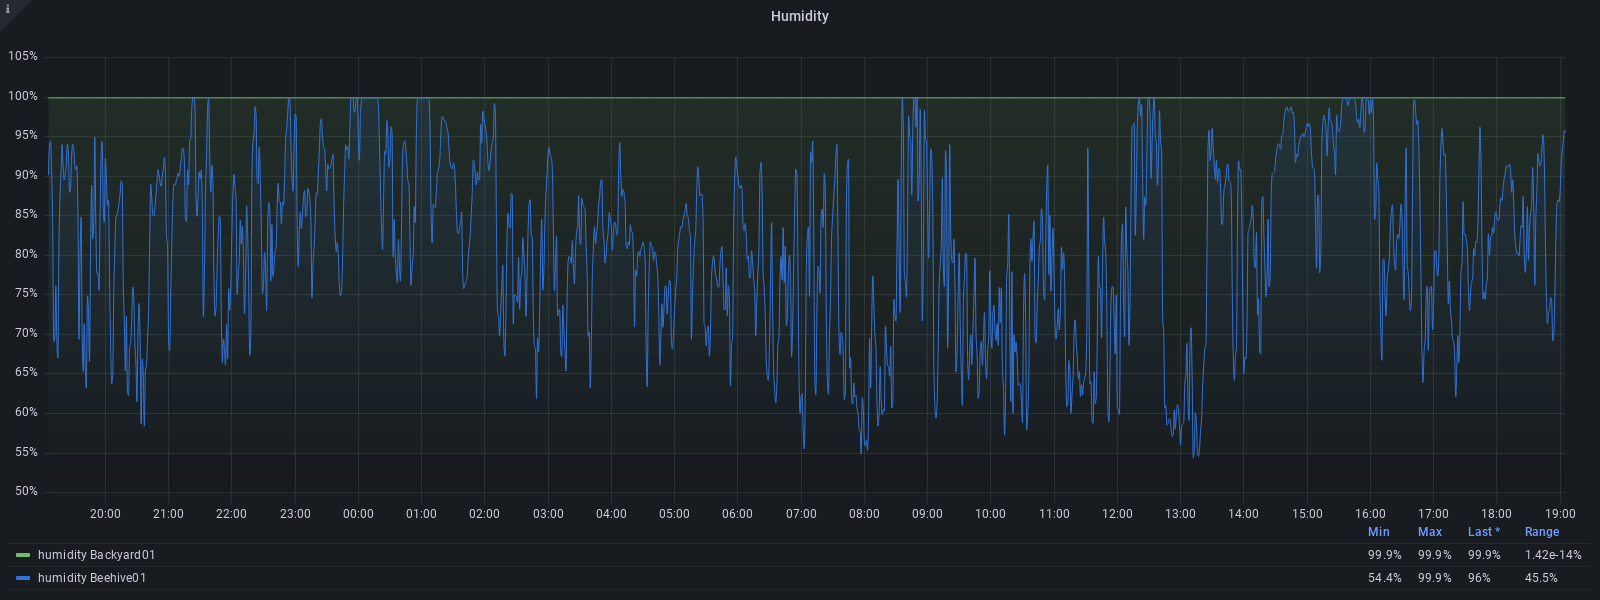 i
Humidity
105%
100%
95%
90%
85%
80%
75%
70%
65%
60%
55%
50%
20:00 21:00 22:00 23:00 00:00 01:00 02:00 03:00 04:00 05:00 06:00 07:00 08:00 09:00 10:00 11:00 12:00 13:00 14:00 15:00 16:00 17:00 18:00 19:00
Min Max Last * Range
humidity Backyard01 99.9% 99.9% 99.9% 1.42e-14%
humidity Beehive01 54.4% 99.9% 96% 45.5%